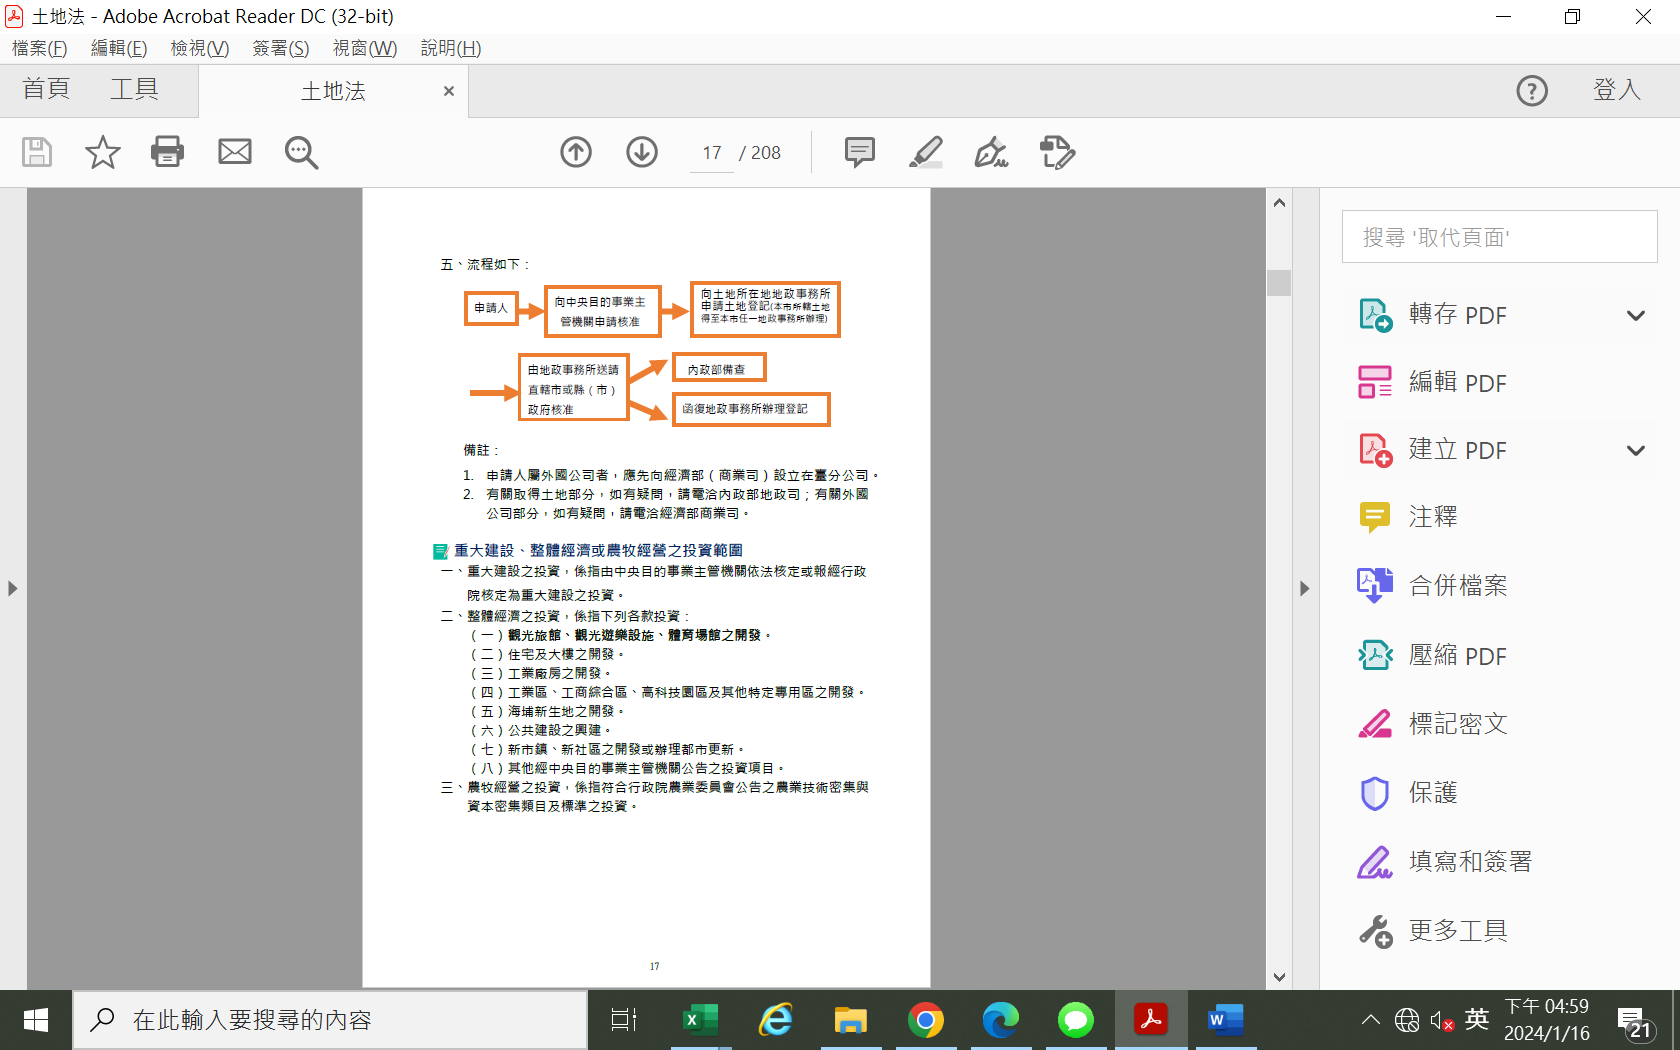 土地法 - Adobe Acrobat Reader DC (32-bit)
檔案(F) 編輯(E) 檢視(V) 簽署(S) 視窗(W) 說明(H)
首頁 工具 土地法 × ? 登入
17 / 208
五、流程如下：
申請人
向中央目的事業主
管機關申請核准
向土地所在地地政事務所
申請土地登記(本市所轄土地
得至本市任一地政事務所辦理)
由地政事務所送請
直轄市或縣（市）
政府核准
內政部備查
函復地政事務所辦理登記
備註：
1. 申請人屬外國公司者，應先向經濟部（商業司）設立在臺分公司。
2. 有關取得土地部分，如有疑問，請電洽內政部地政司；有關外國
公司部分，如有疑問，請電洽經濟部商業司。
重大建設、整體經濟或農牧經營之投資範圍
一、重大建設之投資，係指由中央目的事業主管機關依法核定或報經行政
院核定為重大建設之投資。
二、整體經濟之投資，係指下列各款投資：
（一）觀光旅館、觀光遊樂設施、體育場館之開發。
（二）住宅及大樓之開發。
（三）工業廠房之開發。
（四）工業區、工商綜合區、高科技園區及其他特定專用區之開發。
（五）海埔新生地之開發。
（六）公共建設之興建。
（七）新市鎮、新社區之開發或辦理都市更新。
（八）其他經中央目的事業主管機關公告之投資項目。
三、農牧經營之投資，係指符合行政院農業委員會公告之農業技術密集與
資本密集類目及標準之投資。
17
搜尋 '取代頁面'
轉存 PDF
編輯 PDF
建立 PDF
注釋
合併檔案
壓縮 PDF
標記密文
保護
填寫和簽署
更多工具
在此輸入要搜尋的內容
英
下午 04:59
2024/1/16
21